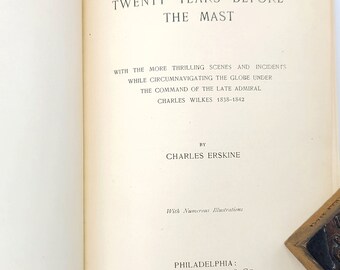 TWENTY YEARS BEFORE
THE MAST
WITH THE MORE THRILLING SCENES AND INCIDENTS
WHILE CIRCUMNAVIGATING THE GLOBE UNDER
THE COMMAND OF THE LATE ADMIRAL
CHARLES WILKES 1838-1842
BY
CHARLES ERSKINE
With Numerous Illustrations
PHILADELPHIA: